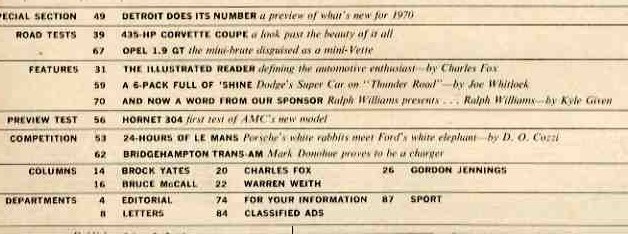 PECIAL SECTION 49 DETROIT DOES ITS NUMBER a preview of what's new for 1970
ROAD TESTS 39 435-HP CORVETTE COUPE a look past the beauty of it all
67 OPEL 1.9 GT the mini-brute disguised as a mini-Vette
FEATURES 31 THE ILLUSTRATED READER defining the automotive enthusiast—by Charles Fox
59 A 6-PACK FULL OF 'SHINE Dodge's Super Car on "Thunder Road"—by Joe Whitlock
70 AND NOW A WORD FROM OUR SPONSOR Ralph Williams presents . . . Ralph Williams—by Kyle Given
PREVIEW TEST 56 HORNET 304 first test of AMC's new model
COMPETITION 53 24-HOURS OF LE MANS Porsche's white rabbits meet Ford's white elephant—by D. O. Cozzi
62 BRIDGEHAMPTON TRANS-AM Mark Donohue proves to be a charger
COLUMNS 14 BROCK YATES 20 CHARLES FOX 26 GORDON JENNINGS
16 BRUCE McCALL 22 WARREN WEITH
DEPARTMENTS 4 EDITORIAL 74 FOR YOUR INFORMATION 87 SPORT
8 LETTERS 84 CLASSIFIED ADS